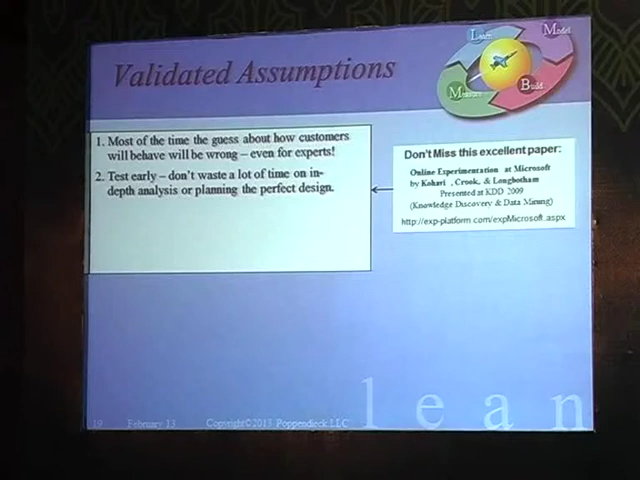 Validated Assumptions
Learn
Model
Measure
Build
1. Most of the time the guess about how customers
will behave will be wrong – even for experts!
2. Test early – don't waste a lot of time on in-
depth analysis or planning the perfect design.
Don't Miss this excellent paper:
Online Experimentation at Microsoft
by Kohavi , Crook, & Longbotham
Presented at KDD 2009
(Knowledge Discovery & Data Mining)
http://exp-platform.com/expMicrosoft.aspx
lean
19 February 13 Copyright©2013 Poppendieck.LLC